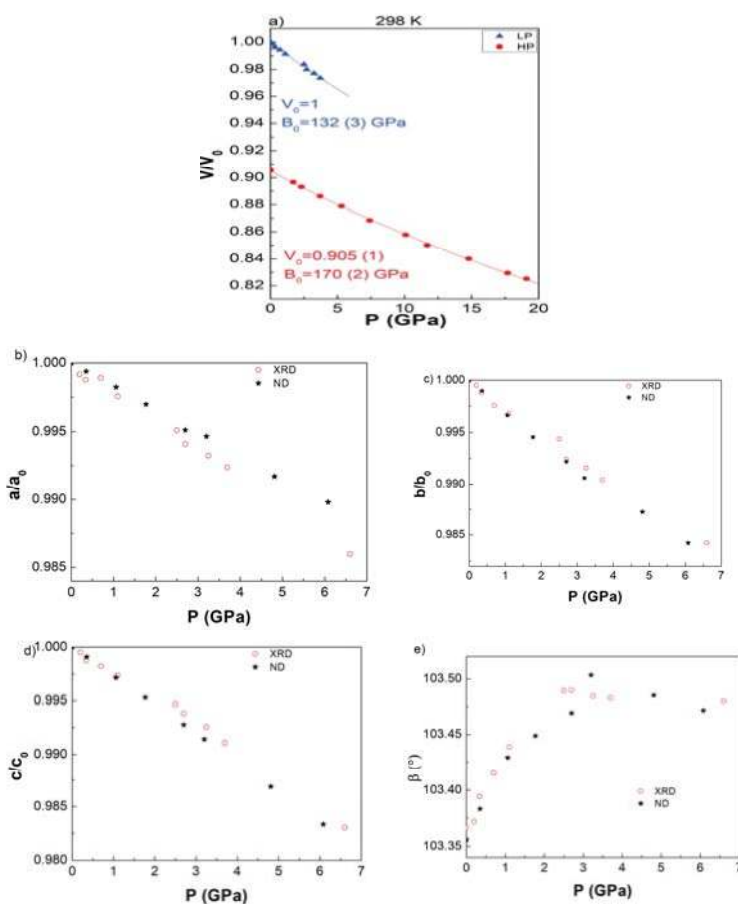 a)
298 K
LP
HP
1.00
0.98
0.96
0.94
0.92
0.90
0.88
0.86
0.84
0.82
V/V0
V0=1
B0=132 (3) GPa
V0=0.905 (1)
B0=170 (2) GPa
0 5 10 15 20
P (GPa)
b)
1.000
0.995
0.990
0.985
a/a0
XRD
ND
0 1 2 3 4 5 6 7
P (GPa)
c)
1.000
0.995
0.990
0.985
b/b0
XRD
ND
0 1 2 3 4 5 6 7
P (GPa)
d)
1.000
0.995
0.990
0.985
0.980
c/c0
XRD
ND
0 1 2 3 4 5 6 7
P (GPa)
e)
103.50
103.45
103.40
103.35
β (°)
XRD
ND
0 1 2 3 4 5 6 7
P (GPa)